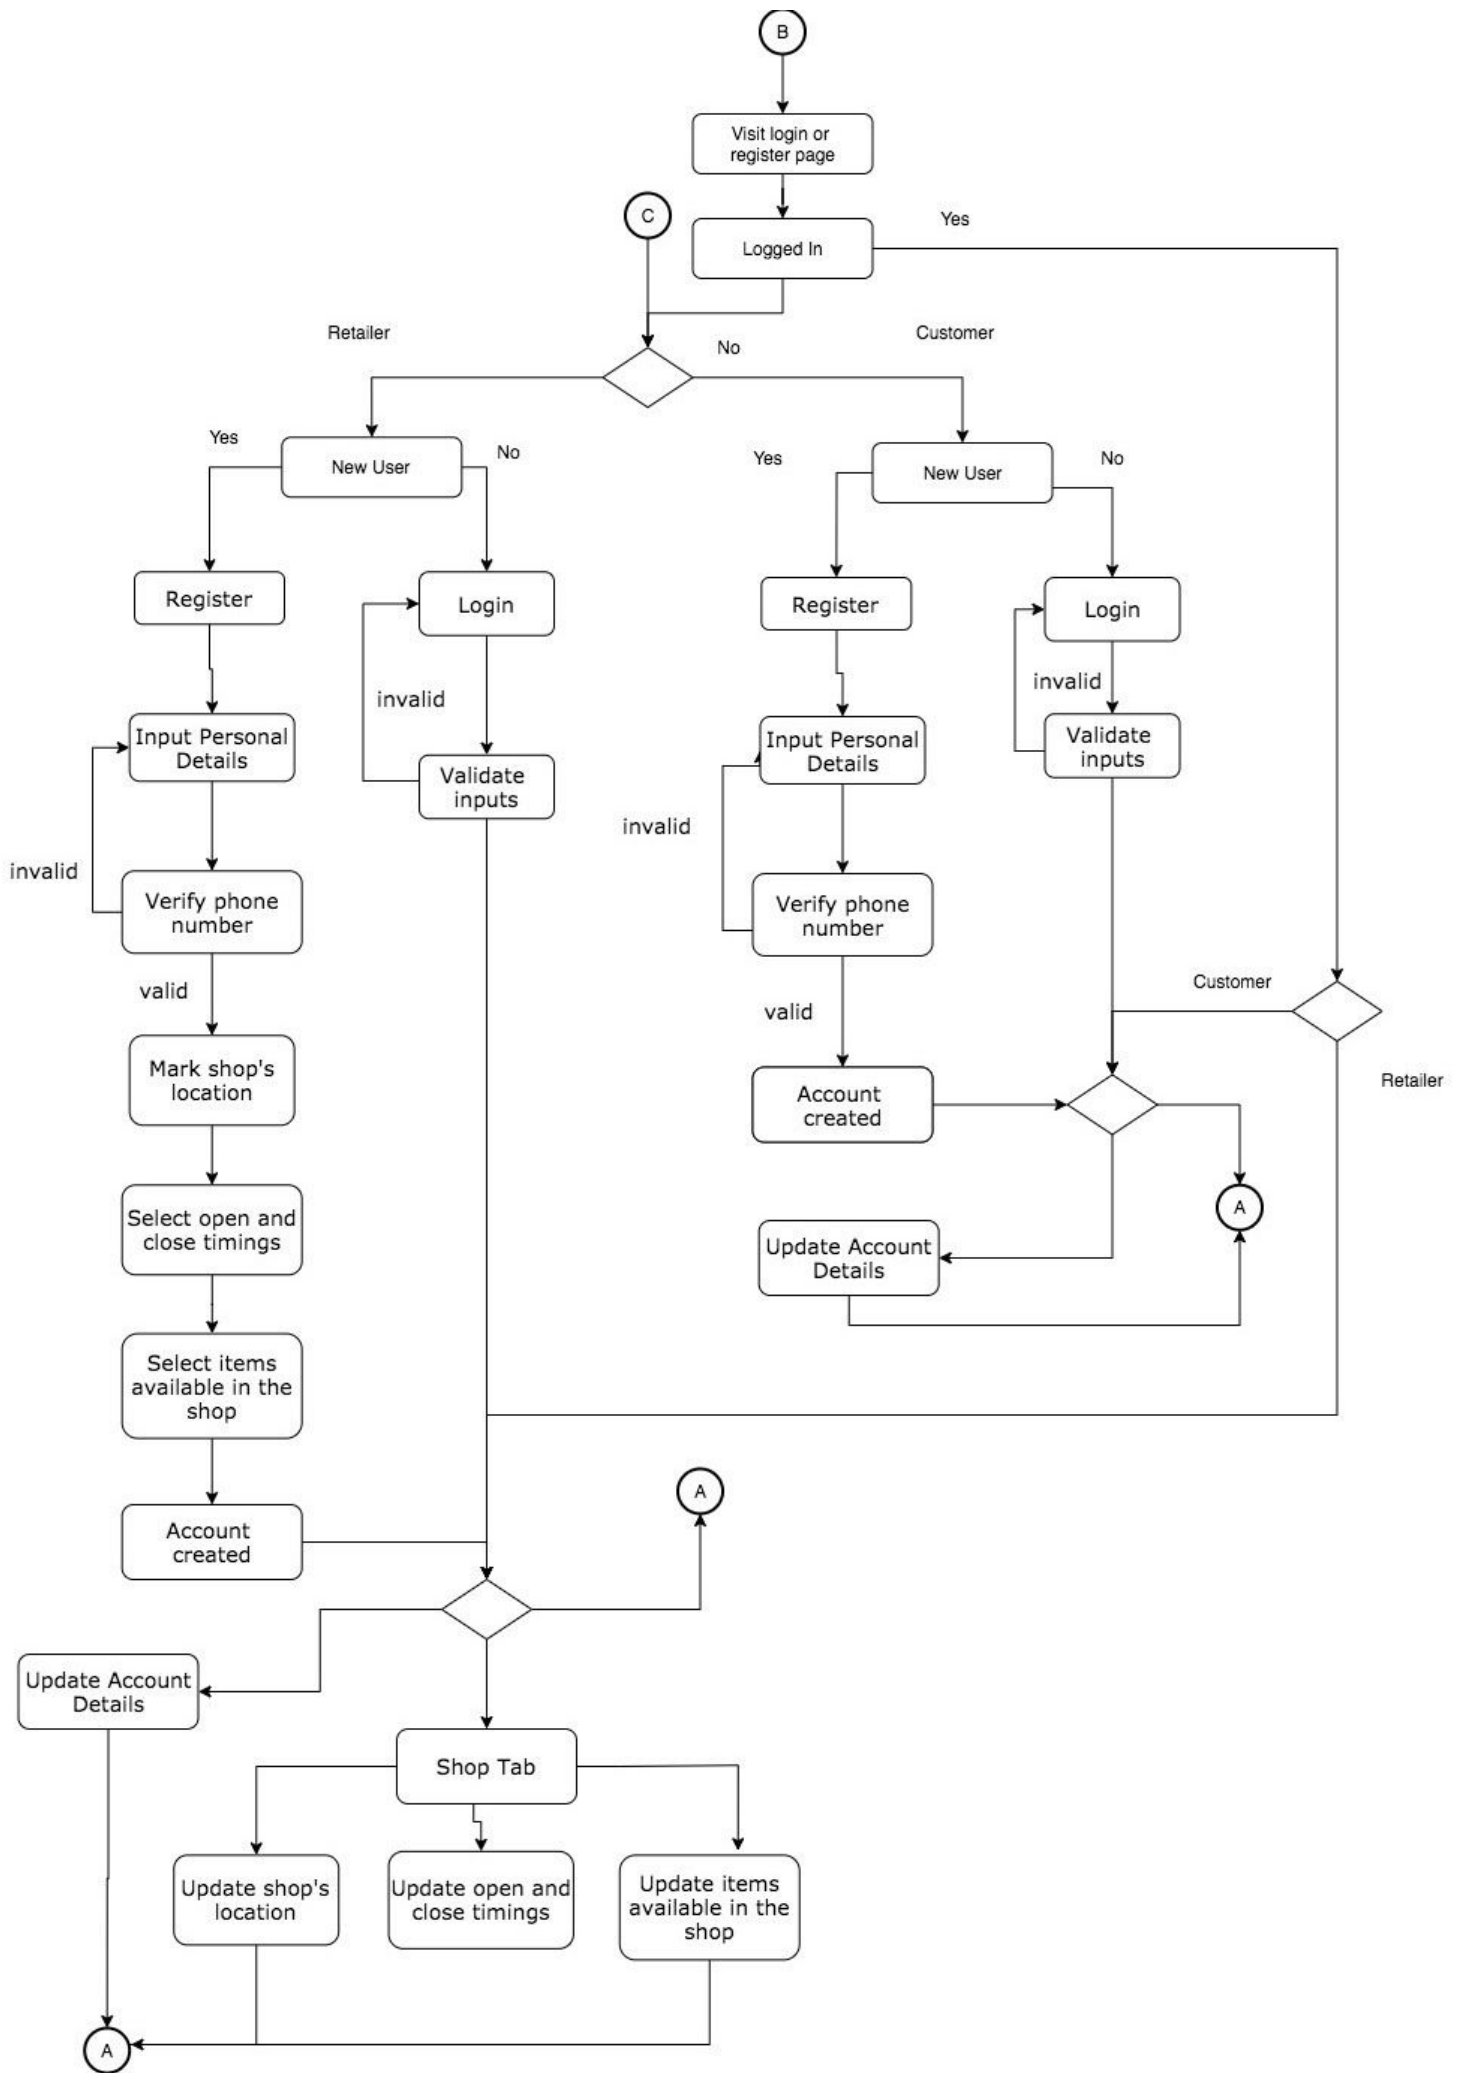 B
Visit login or
register page
C
Yes
Logged In
Retailer
No
Customer
Yes
New User
No
Yes
New User
No
Register
Login
Register
Login
invalid
invalid
Input Personal
Details
Validate
inputs
Input Personal
Details
Validate
inputs
invalid
invalid
Verify phone
number
Verify phone
number
valid
valid
Customer
Retailer
Mark shop's
location
Account
created
Select open and
close timings
A
Update Account
Details
Select items
available in the
shop
A
Account
created
Update Account
Details
Shop Tab
Update shop's
location
Update open and
close timings
Update items
available in the
shop
A